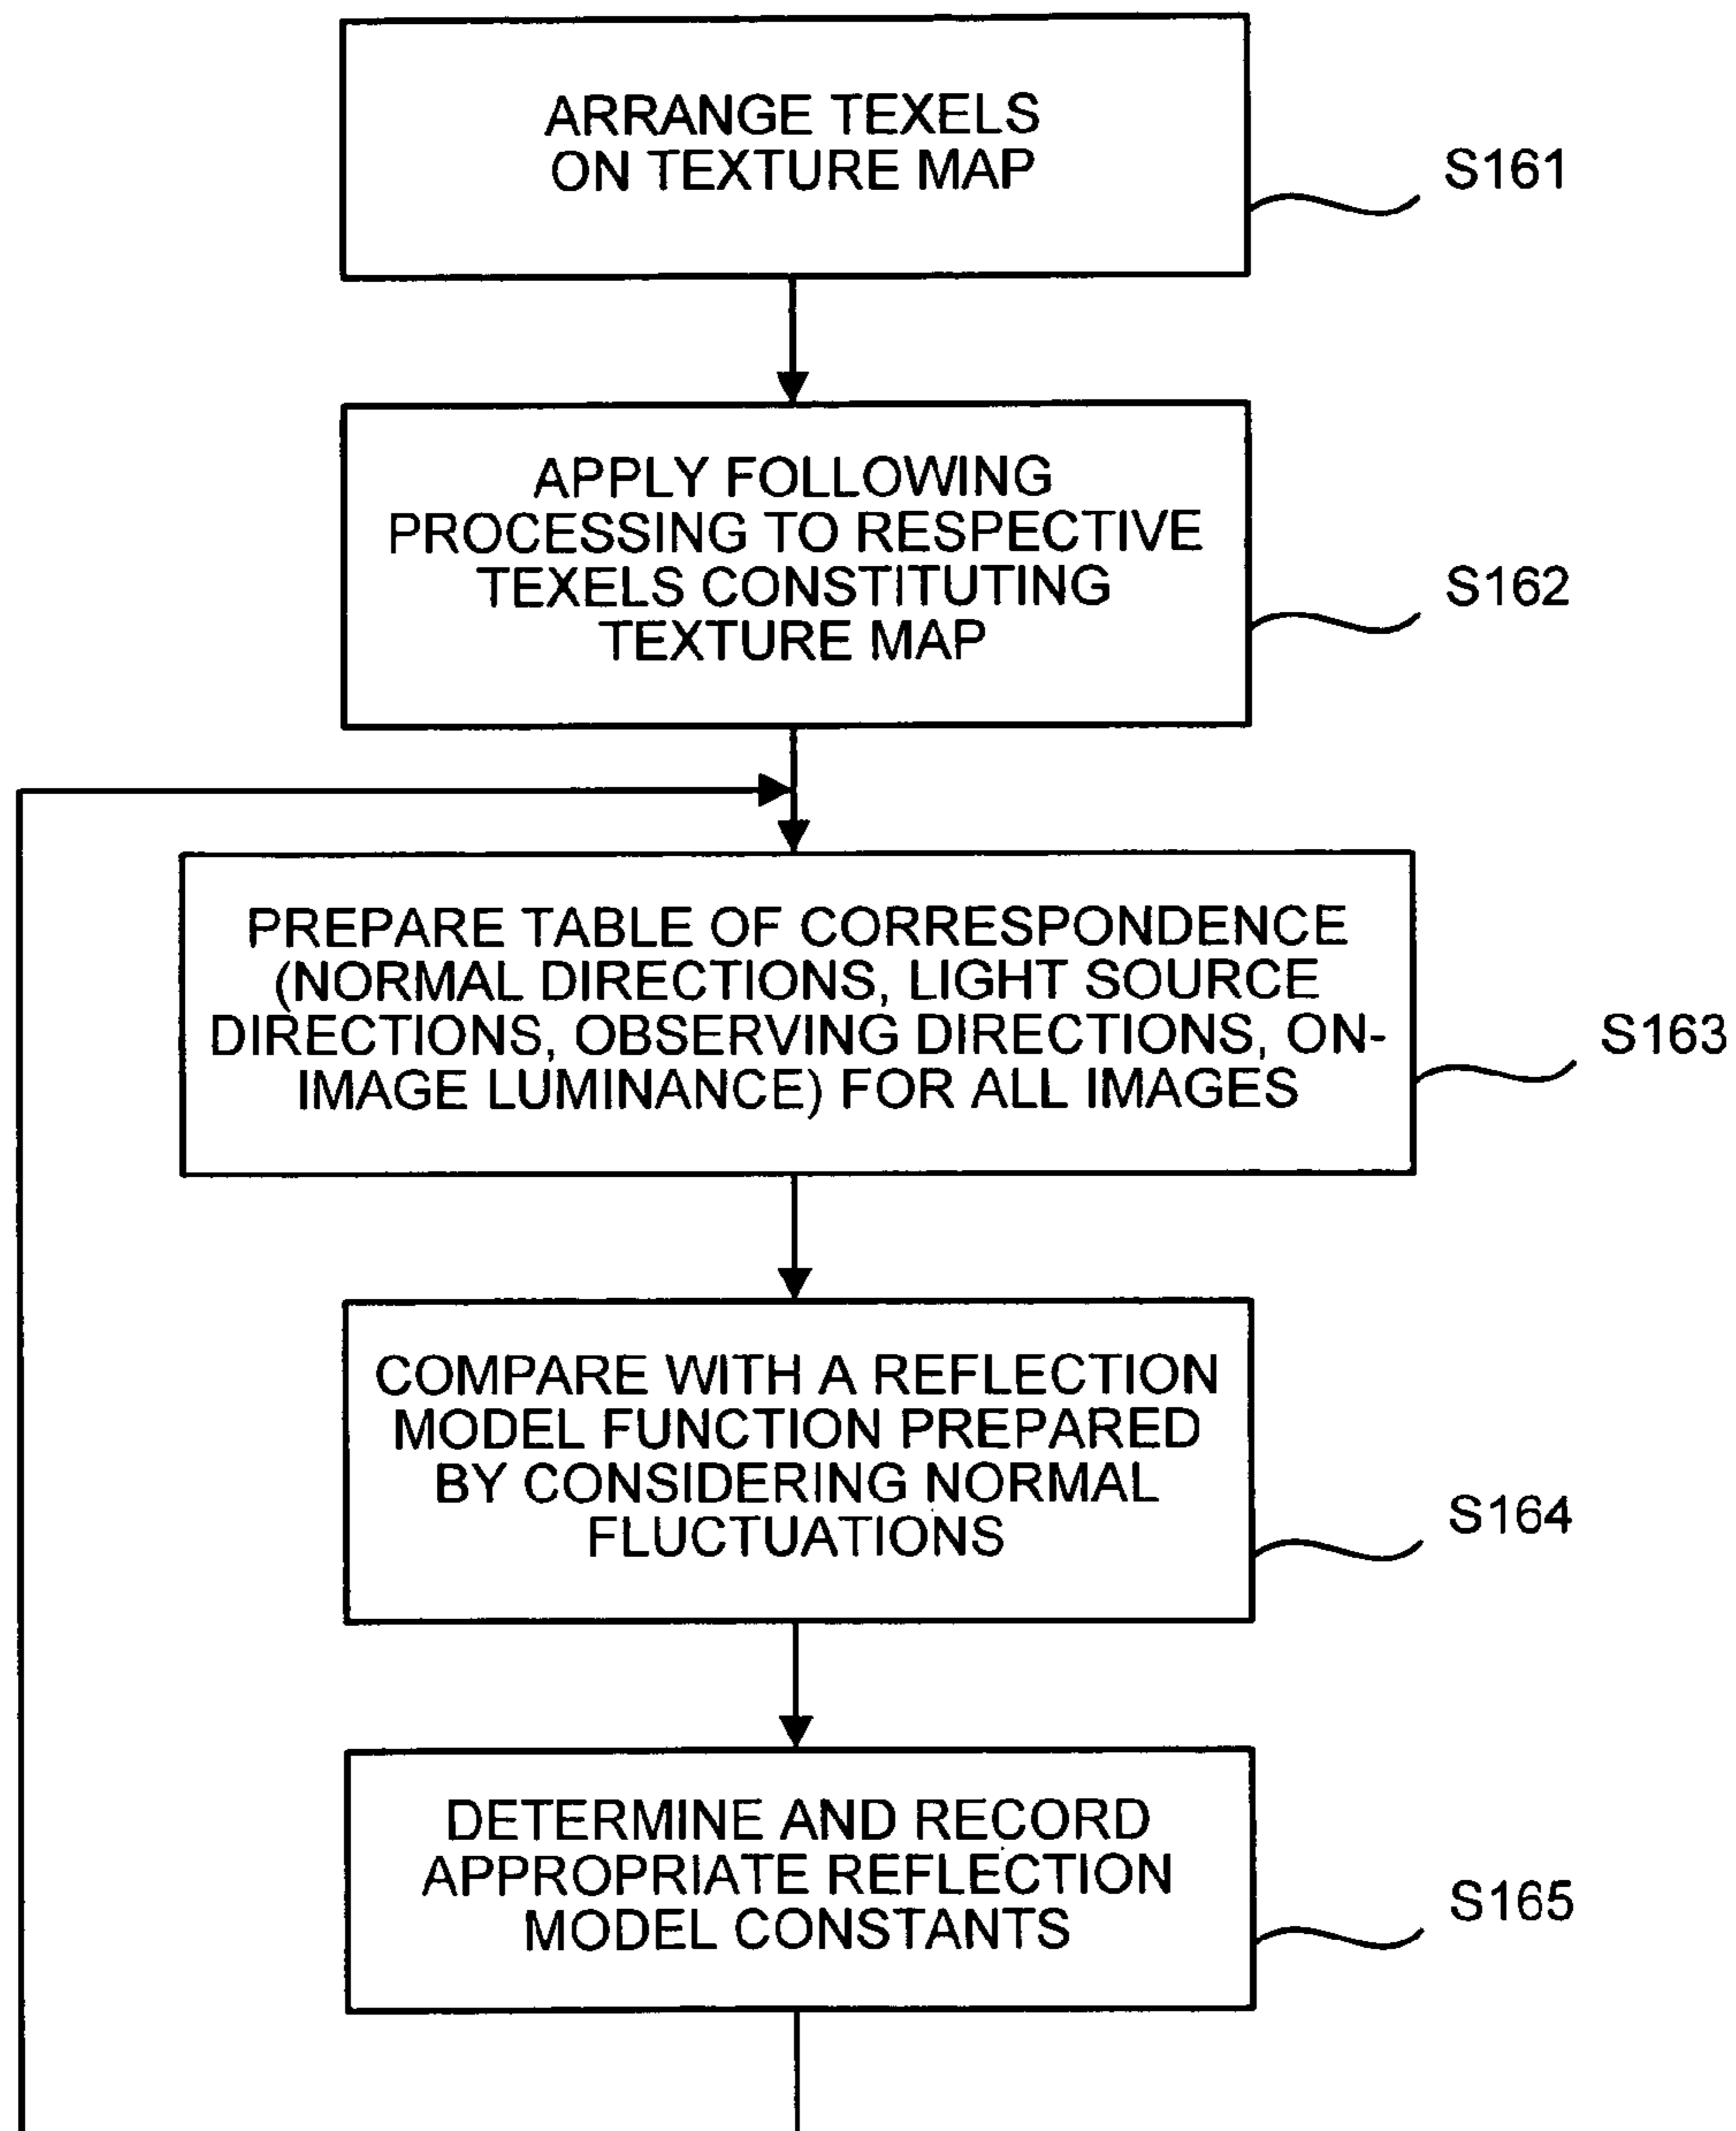 ARRANGE TEXELS
ON TEXTURE MAP
S161
APPLY FOLLOWING
PROCESSING TO RESPECTIVE
TEXELS CONSTITUTING
TEXTURE MAP
S162
PREPARE TABLE OF CORRESPONDENCE
(NORMAL DIRECTIONS, LIGHT SOURCE
DIRECTIONS, OBSERVING DIRECTIONS, ON-
IMAGE LUMINANCE) FOR ALL IMAGES
S163
COMPARE WITH A REFLECTION
MODEL FUNCTION PREPARED
BY CONSIDERING NORMAL
FLUCTUATIONS
S164
DETERMINE AND RECORD
APPROPRIATE REFLECTION
MODEL CONSTANTS
S165